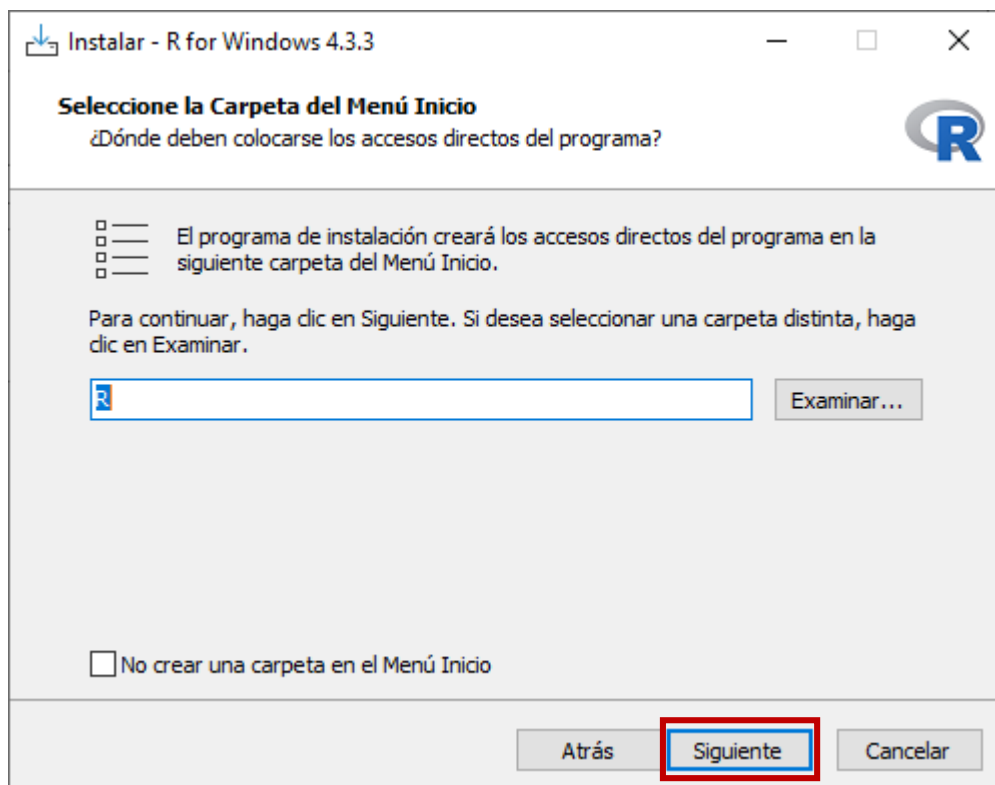 Instalar - R for Windows 4.3.3
Seleccione la Carpeta del Menú Inicio
¿Dónde deben colocarse los accesos directos del programa?
R
El programa de instalación creará los accesos directos del programa en la
siguiente carpeta del Menú Inicio.
Para continuar, haga clic en Siguiente. Si desea seleccionar una carpeta distinta, haga
clic en Examinar.
R
Examinar...
No crear una carpeta en el Menú Inicio
Atrás
Siguiente
Cancelar